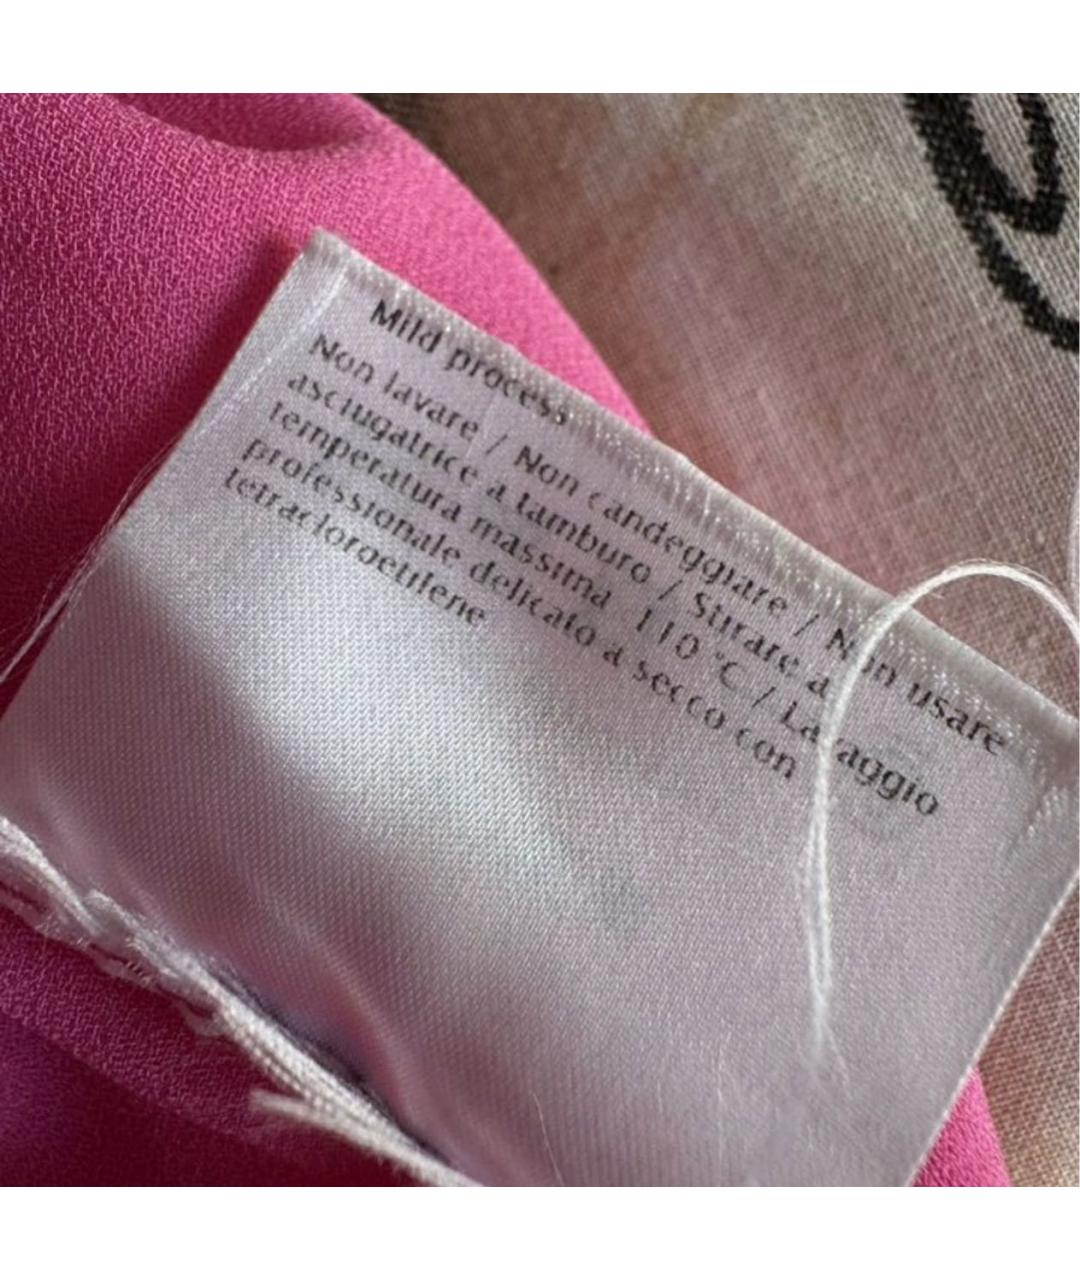 Mild process
Non lavare / Non candeggiare / Non usare
asciugatrice a tamburo / Stirare a
temperatura massima 110 °C / Lavaggio
professionale delicato a secco con
tetracloroetilene